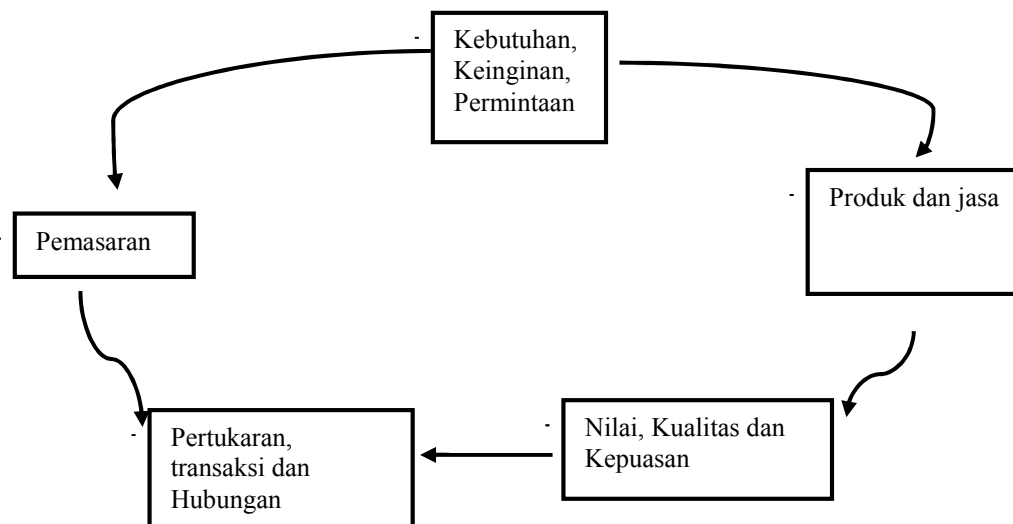 Kebutuhan,
Keinginan,
Permintaan
Produk dan jasa
Pemasaran
Nilai, Kualitas dan
Kepuasan
Pertukaran,
transaksi dan
Hubungan